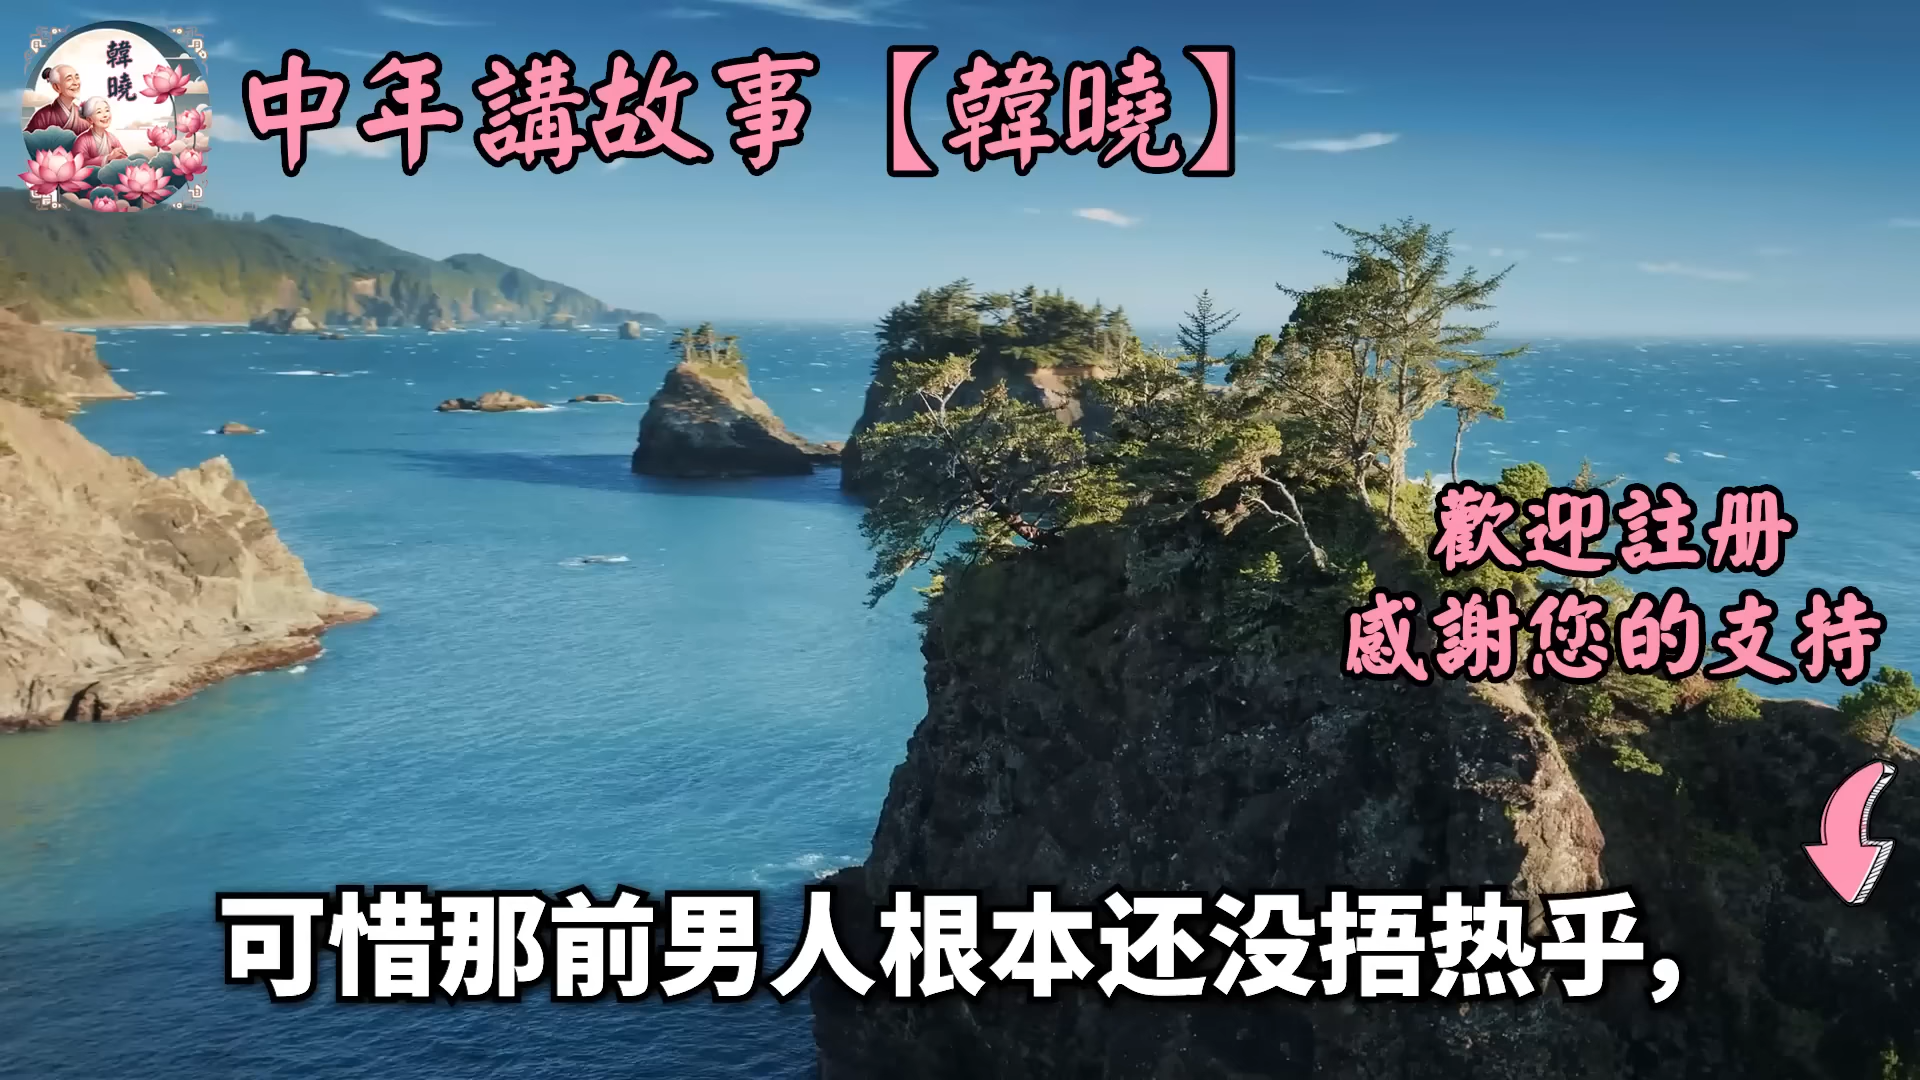 韓曉
中年講故事【韓曉】
歡迎註册
感謝您的支持
可惜那前男人根本还没捂热乎,